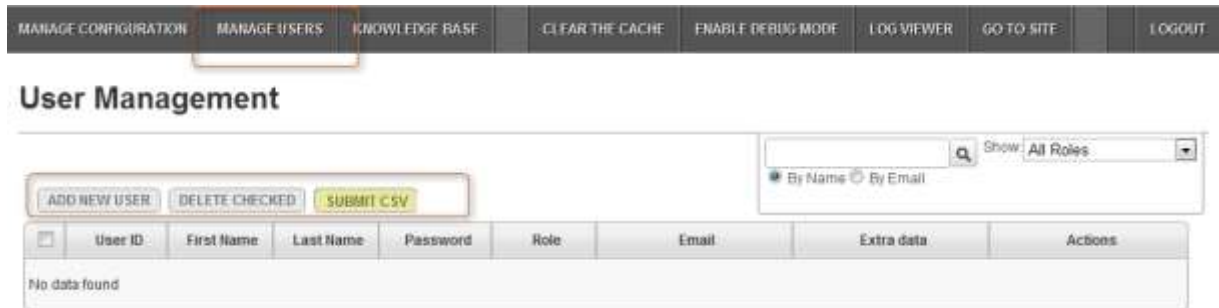 MANAGE CONFIGURATION MANAGE USERS KNOWLEDGE BASE CLEAR THE CACHE ENABLE DEBUG MODE LOG VIEWER GO TO SITE LOGOUT
User Management
Show: All Roles
By Name By Email
ADD NEW USER DELETE CHECKED SUBMIT CSV
User ID First Name Last Name Password Role Email Extra data Actions
No data found